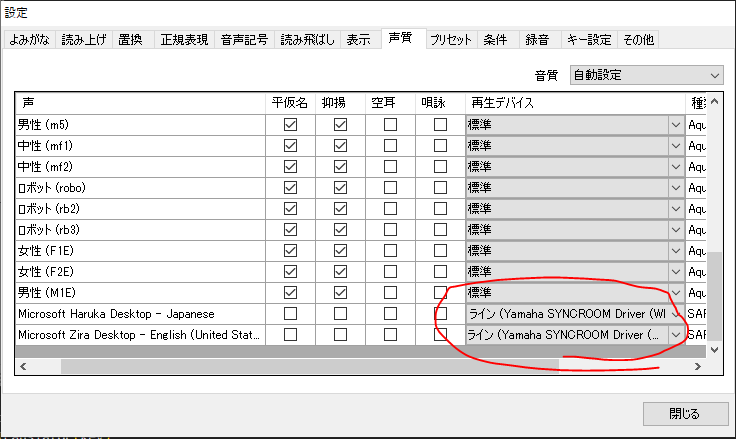 設定
よみがな 読み上げ 置換 正規表現 音声記号 読み飛ばし 表示 声質 プリセット 条件 録音 キー設定 その他
音質 自動設定
声 平仮名 抑揚 空耳 唄詠 再生デバイス 種
男性 (m5) 標準 Aqu
中性 (mf1) 標準 Aqu
中性 (mf2) 標準 Aqu
ロボット (robo) 標準 Aqu
ロボット (rb2) 標準 Aqu
ロボット (rb3) 標準 Aqu
女性 (F1E) 標準 Aqu
女性 (F2E) 標準 Aqu
男性 (M1E) 標準 Aqu
Microsoft Haruka Desktop - Japanese ライン (Yamaha SYNCROOM Driver (W SAF
Microsoft Zira Desktop - English (United Stat... ライン (Yamaha SYNCROOM Driver (... SAF
閉じる